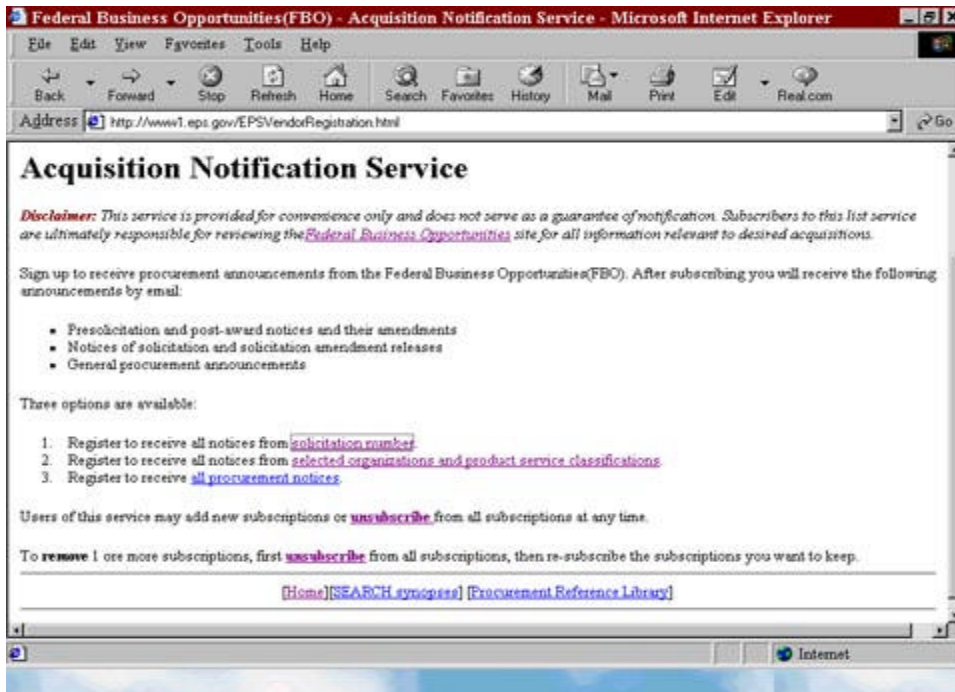 Federal Business Opportunities(FBO) - Acquisition Notification Service - Microsoft Internet Explorer
File Edit View Favorites Tools Help
Back Forward Stop Refresh Home Search Favorites History Mail Print Edit Real.com
Address http://www1.eps.gov/EPSVendorRegistration.html Go
Acquisition Notification Service
Disclaimer: This service is provided for convenience only and does not serve as a guarantee of notification. Subscribers to this list service
are ultimately responsible for reviewing the Federal Business Opportunities site for all information relevant to desired acquisitions.
Sign up to receive procurement announcements from the Federal Business Opportunities(FBO). After subscribing you will receive the following
announcements by email:
▪ Presolicitation and post-award notices and their amendments
▪ Notices of solicitation and solicitation amendment releases
▪ General procurement announcements
Three options are available:
1. Register to receive all notices from solicitation number.
2. Register to receive all notices from selected organizations and product service classifications.
3. Register to receive all procurement notices.
Users of this service may add new subscriptions or unsubscribe from all subscriptions at any time.
To remove 1 ore more subscriptions, first unsubscribe from all subscriptions, then re-subscribe the subscriptions you want to keep.
[Home][SEARCH synopses] [Procurement Reference Library]
Internet